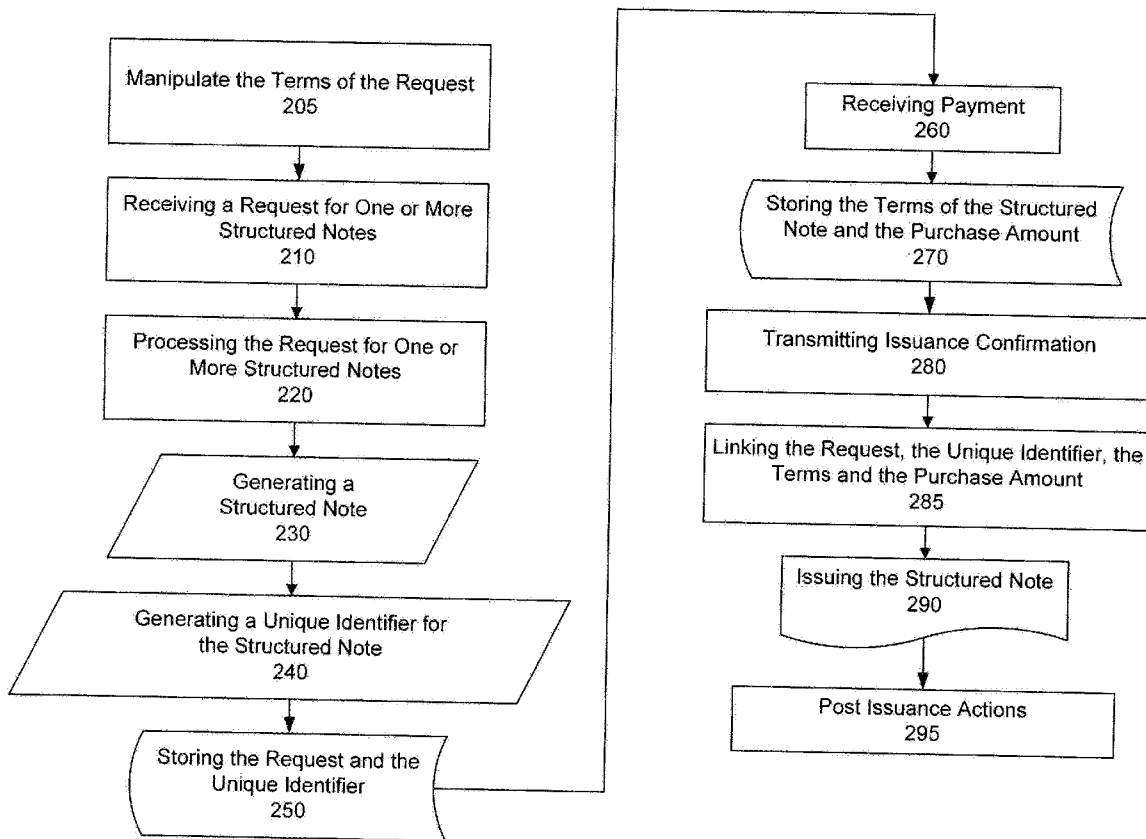 Manipulate the Terms of the Request
205
Receiving a Request for One or More
Structured Notes
210
Processing the Request for One or
More Structured Notes
220
Generating a
Structured Note
230
Generating a Unique Identifier for
the Structured Note
240
Storing the Request and the
Unique Identifier
250
Receiving Payment
260
Storing the Terms of the Structured
Note and the Purchase Amount
270
Transmitting Issuance Confirmation
280
Linking the Request, the Unique Identifier, the
Terms and the Purchase Amount
285
Issuing the Structured Note
290
Post Issuance Actions
295